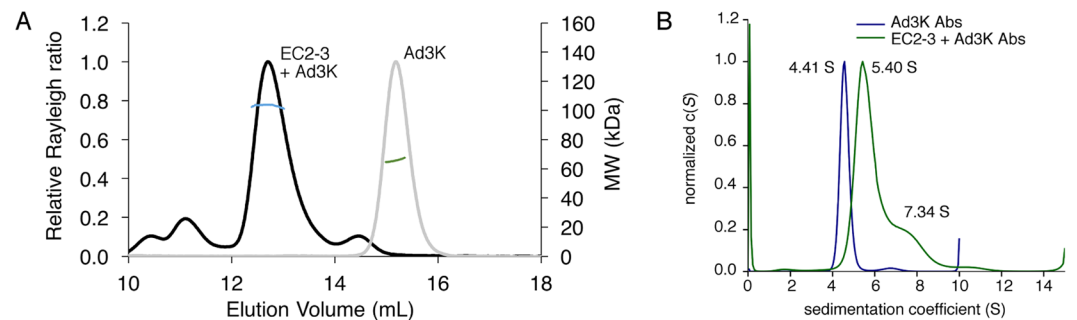 A
Relative Rayleigh ratio
1.2
1.0
0.8
0.6
0.4
0.2
0.0
EC2-3
+ Ad3K
Ad3K
160
140
120
100
80
60
40
20
0
MW (kDa)
10
12
14
16
18
Elution Volume (mL)
B
normalized c(S)
1.2
1.0
0.8
0.6
0.4
0.2
0.0
Ad3K Abs
EC2-3 + Ad3K Abs
4.41 S
5.40 S
7.34 S
0
2
4
6
8
10
12
14
sedimentation coefficient (S)